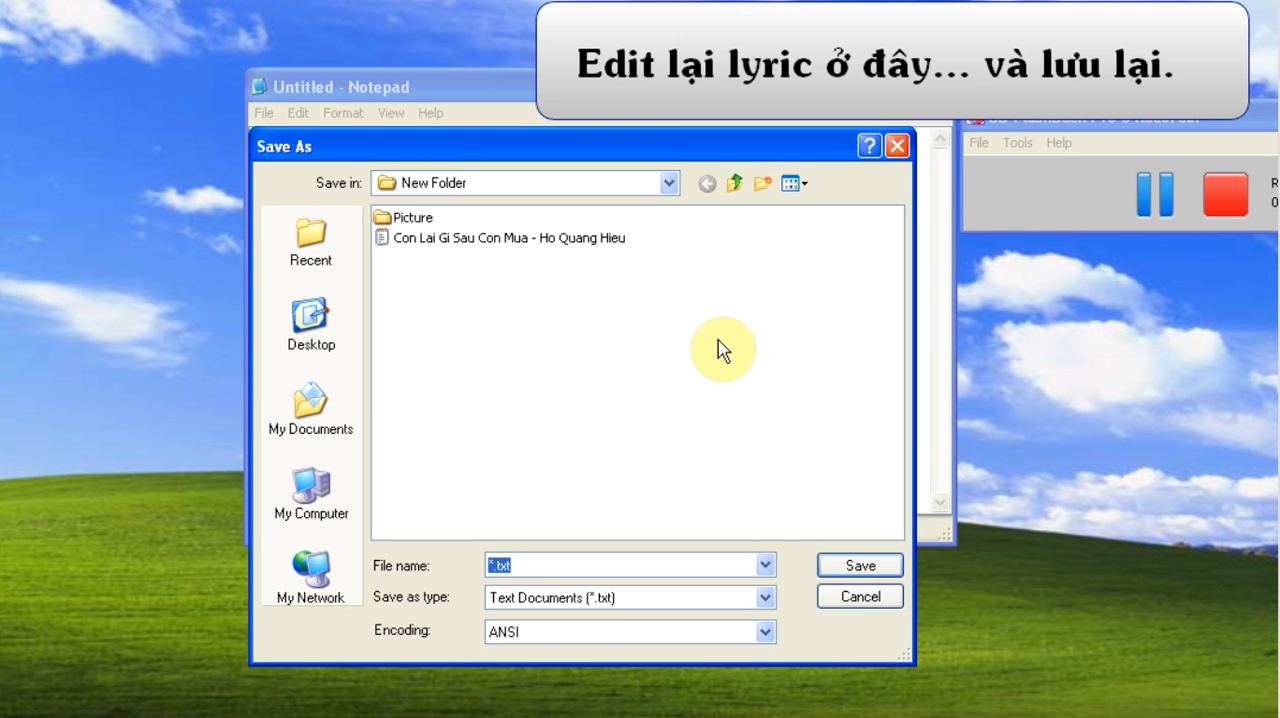 Edit lại lyric ở đây... và lưu lại.
Untitled - Notepad
File Edit Format View Help
File Tools Help
Save As
Save in: New Folder
Picture
Con Lai Gi Sau Con Mua - Ho Quang Hieu
Recent
Desktop
My Documents
My Computer
My Network
File name: *.txt Save
Save as type: Text Documents (*.txt) Cancel
Encoding: ANSI